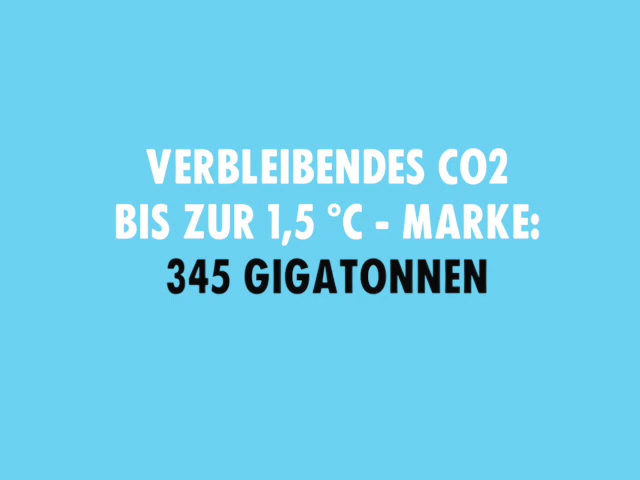 VERBLEIBENDES CO2
BIS ZUR 1,5 °C - MARKE:
345 GIGATONNEN